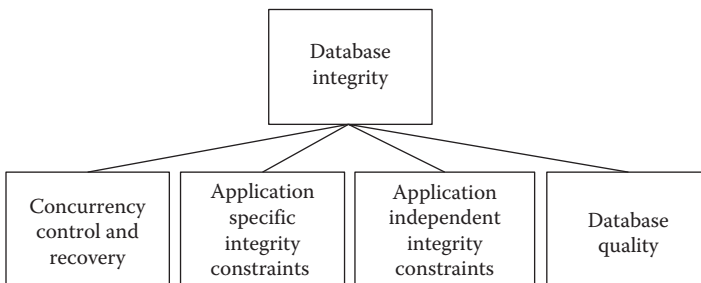 Database
integrity
Concurrency
control and
recovery
Application
specific
integrity
constraints
Application
independent
integrity
constraints
Database
quality